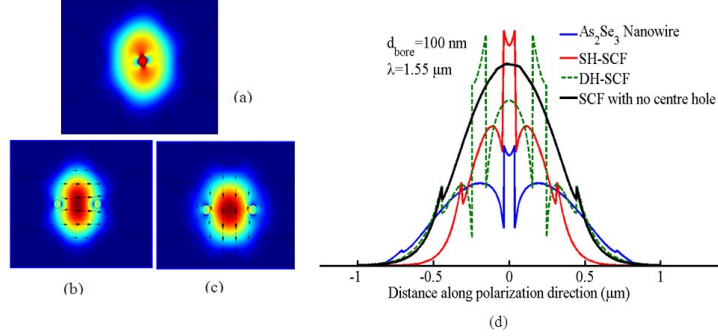 (a)
(b)
(c)
d_bore=100 nm
λ=1.55 μm
As₂Se₃ Nanowire
SH-SCF
DH-SCF
SCF with no centre hole
-1 -0.5 0 0.5 1
Distance along polarization direction (μm)
(d)